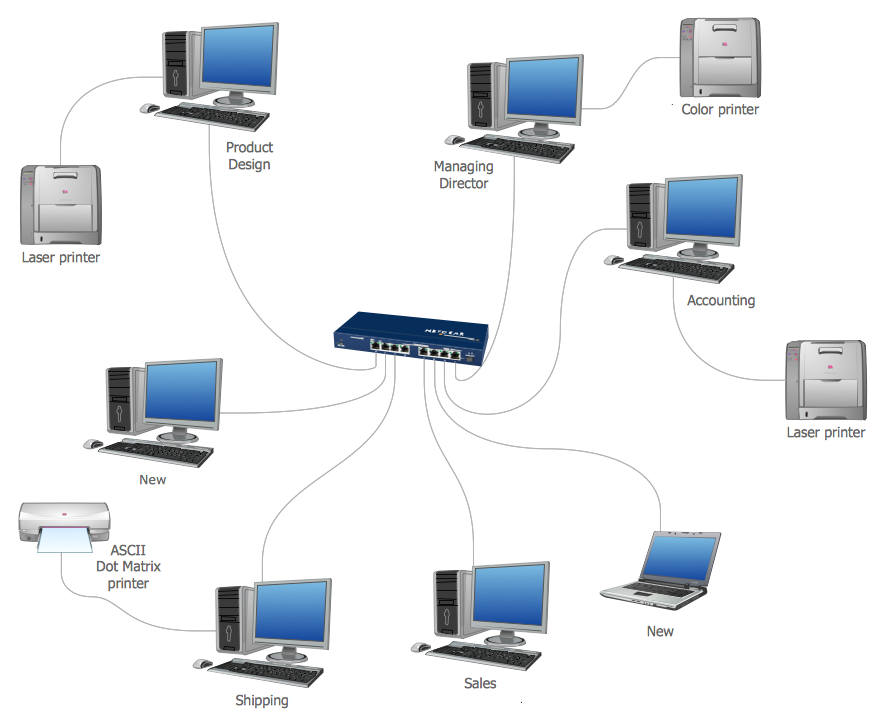 Color printer
Product
Design
Managing
Director
Laser printer
Accounting
NETGEAR
Laser printer
New
ASCII
Dot Matrix
printer
New
Sales
Shipping